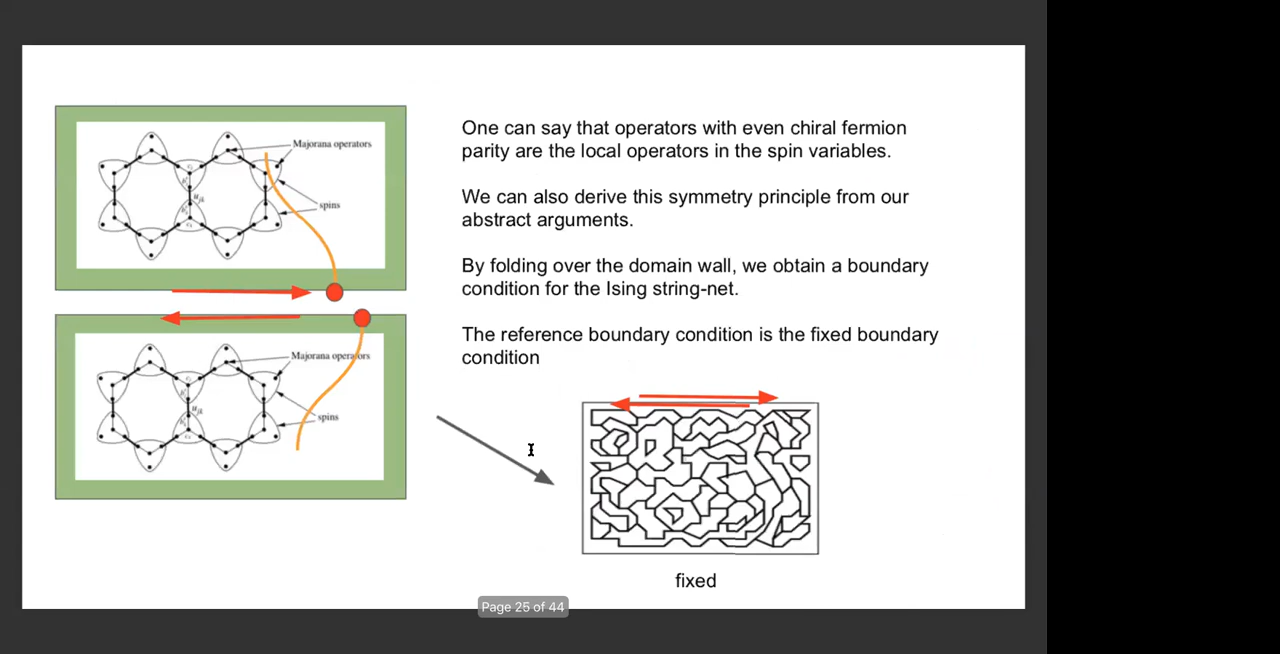 Majorana operators
spins
One can say that operators with even chiral fermion
parity are the local operators in the spin variables.
We can also derive this symmetry principle from our
abstract arguments.
By folding over the domain wall, we obtain a boundary
condition for the Ising string-net.
The reference boundary condition is the fixed boundary
condition
Majorana operators
spins
fixed
Page 25 of 44